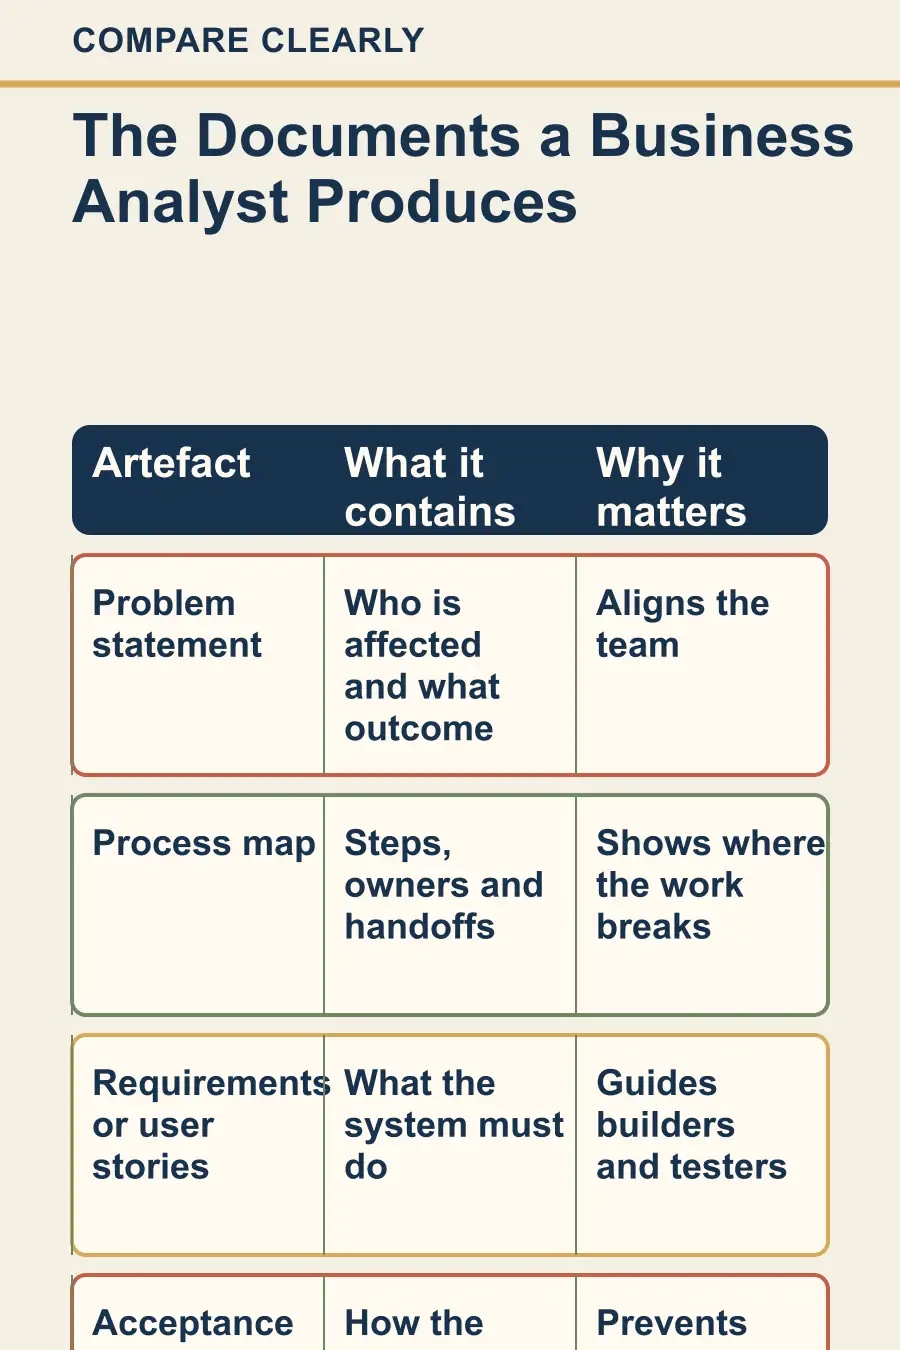 COMPARE CLEARLY
The Documents a Business
Analyst Produces
Artefact
What it
contains
Why it
matters
Problem
statement
Who is
affected
and what
outcome
Aligns the
team
Process map
Steps,
owners and
handoffs
Shows where
the work
breaks
Requirements
or user
stories
What the
system must
do
Guides
builders
and testers
Acceptance
How the
Prevents